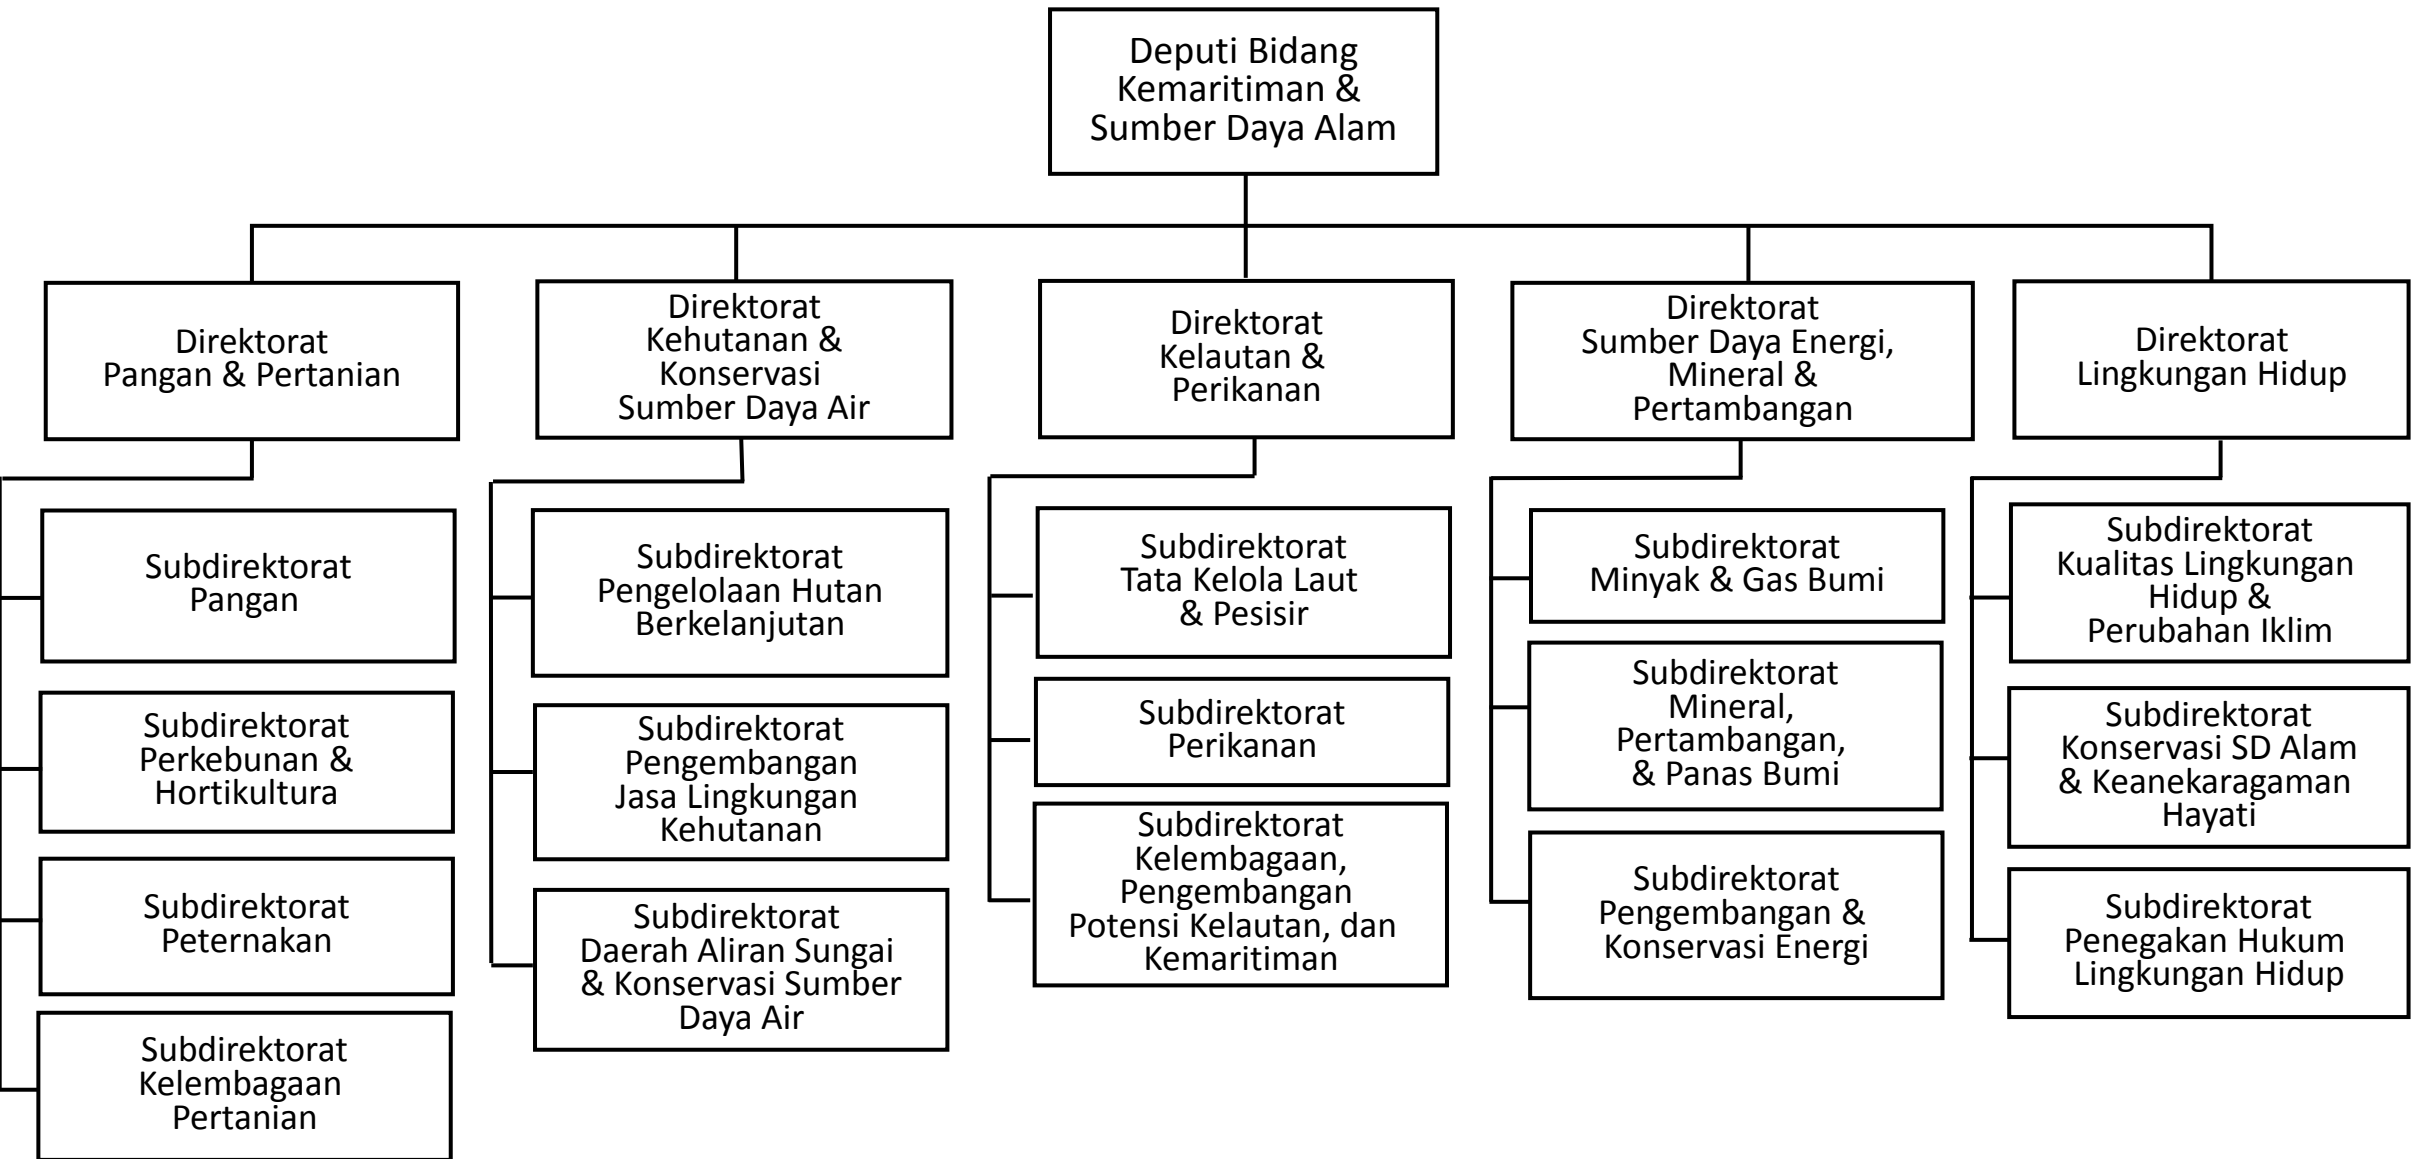 Deputi Bidang
Kemaritiman &
Sumber Daya Alam
Direktorat
Pangan & Pertanian
Direktorat
Kehutanan &
Konservasi
Sumber Daya Air
Direktorat
Kelautan &
Perikanan
Direktorat
Sumber Daya Energi,
Mineral &
Pertambangan
Direktorat
Lingkungan Hidup
Subdirektorat
Pangan
Subdirektorat
Perkebunan &
Hortikultura
Subdirektorat
Peternakan
Subdirektorat
Kelembagaan
Pertanian
Subdirektorat
Pengelolaan Hutan
Berkelanjutan
Subdirektorat
Pengembangan
Jasa Lingkungan
Kehutanan
Subdirektorat
Daerah Aliran Sungai
& Konservasi Sumber
Daya Air
Subdirektorat
Tata Kelola Laut
& Pesisir
Subdirektorat
Perikanan
Subdirektorat
Kelembagaan,
Pengembangan
Potensi Kelautan, dan
Kemaritiman
Subdirektorat
Minyak & Gas Bumi
Subdirektorat
Mineral,
Pertambangan,
& Panas Bumi
Subdirektorat
Pengembangan &
Konservasi Energi
Subdirektorat
Kualitas Lingkungan
Hidup &
Perubahan Iklim
Subdirektorat
Konservasi SD Alam
& Keanekaragaman
Hayati
Subdirektorat
Penegakan Hukum
Lingkungan Hidup